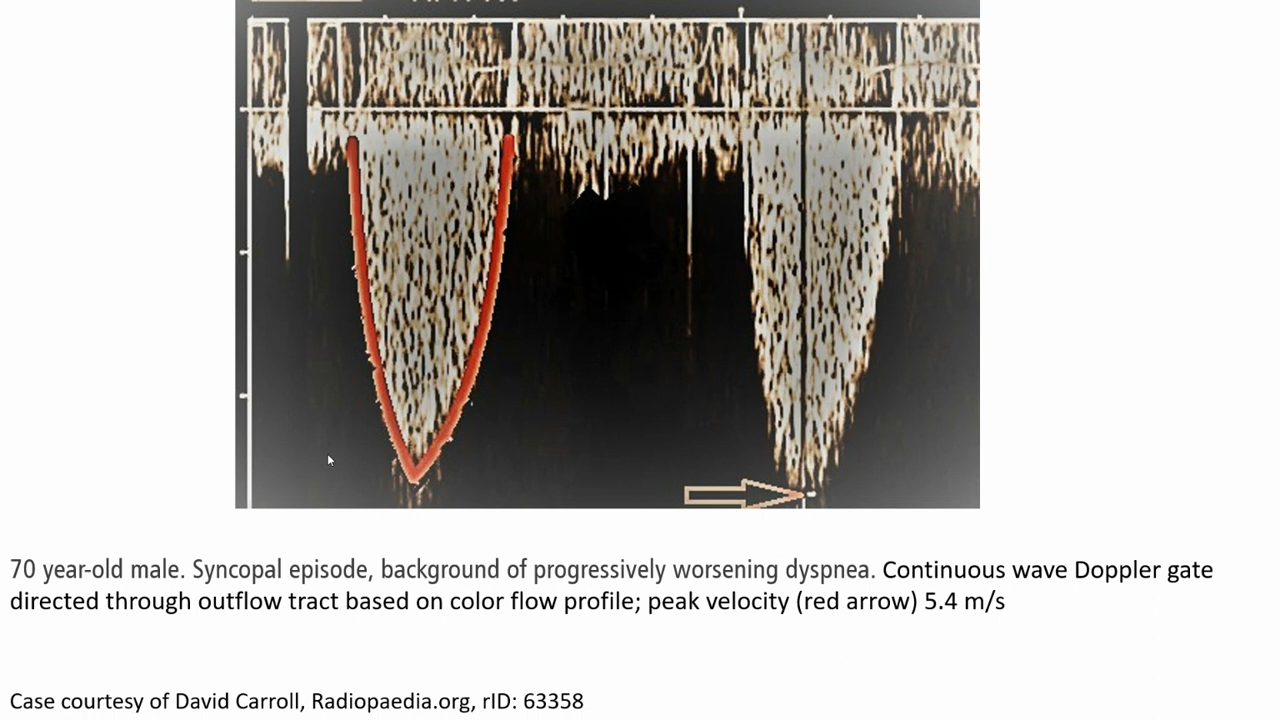 70 year-old male. Syncopal episode, background of progressively worsening dyspnea. Continuous wave Doppler gate
directed through outflow tract based on color flow profile; peak velocity (red arrow) 5.4 m/s
Case courtesy of David Carroll, Radiopaedia.org, rID: 63358